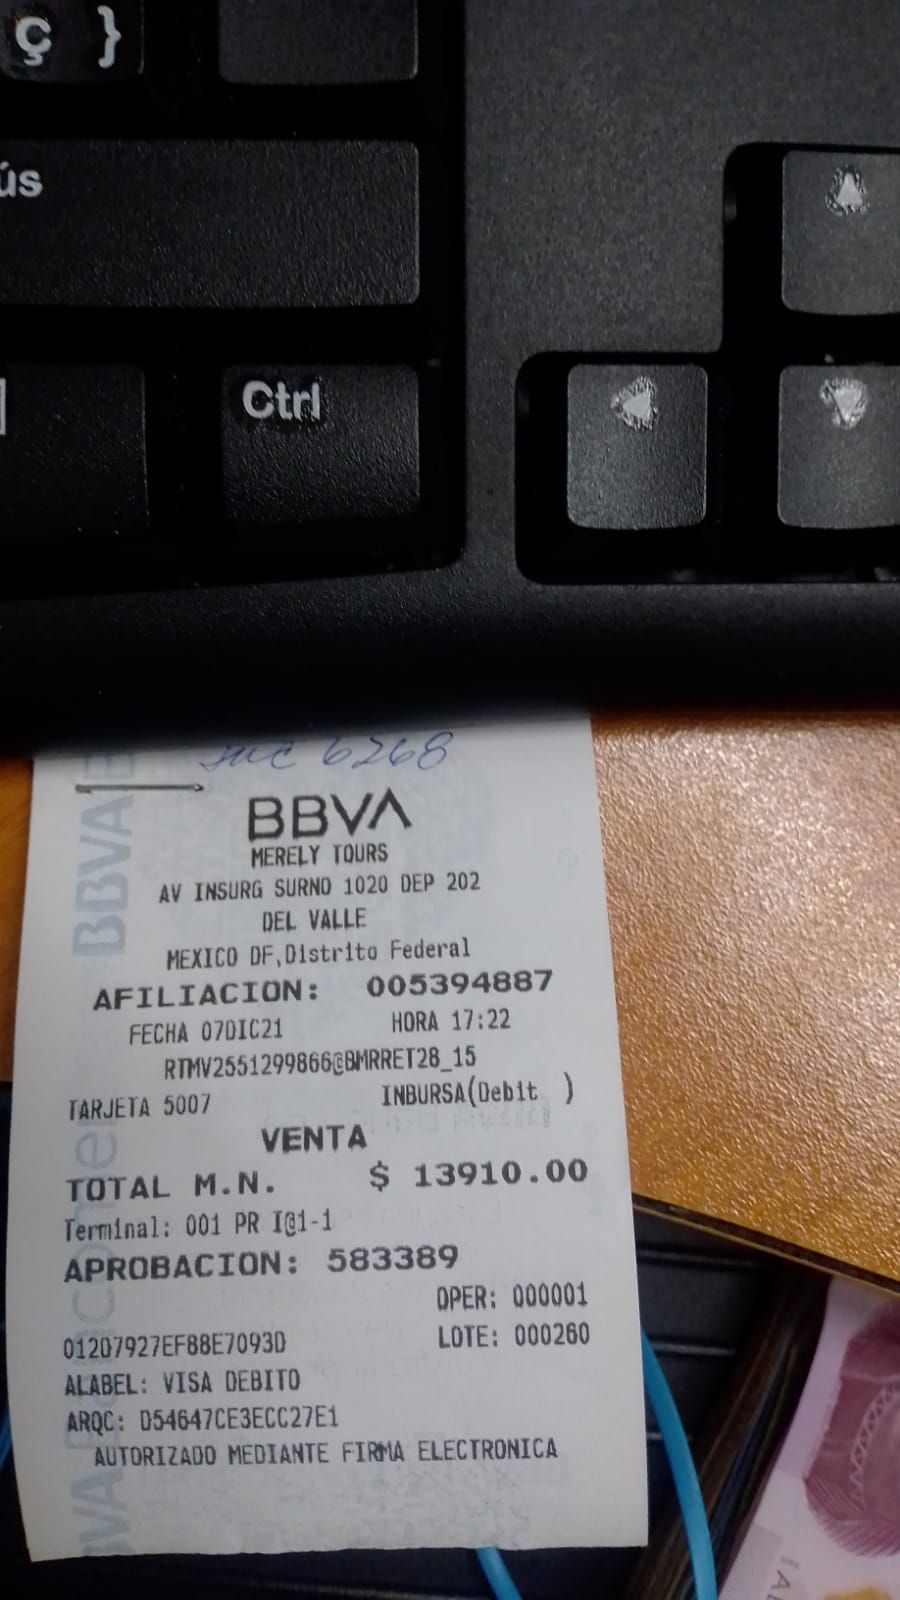 ç }
ús
Ctrl
6268
BBVA
MERELY TOURS
AV INSURG SURNO 1020 DEP 202
DEL VALLE
MEXICO DF,Distrito Federal
AFILIACION: 005394887
FECHA 07DIC21 HORA 17:22
RTMV2551299866@BMRRET28_15
TARJETA 5007 INBURSA(Debit )
VENTA
TOTAL M.N. $ 13910.00
Terminal: 001 PR I@1-1
APROBACION: 583389
OPER: 000001
01207927EF88E7093D LOTE: 000260
ALABEL: VISA DEBITO
ARQC: D54647CE3ECC27E1
AUTORIZADO MEDIANTE FIRMA ELECTRONICA